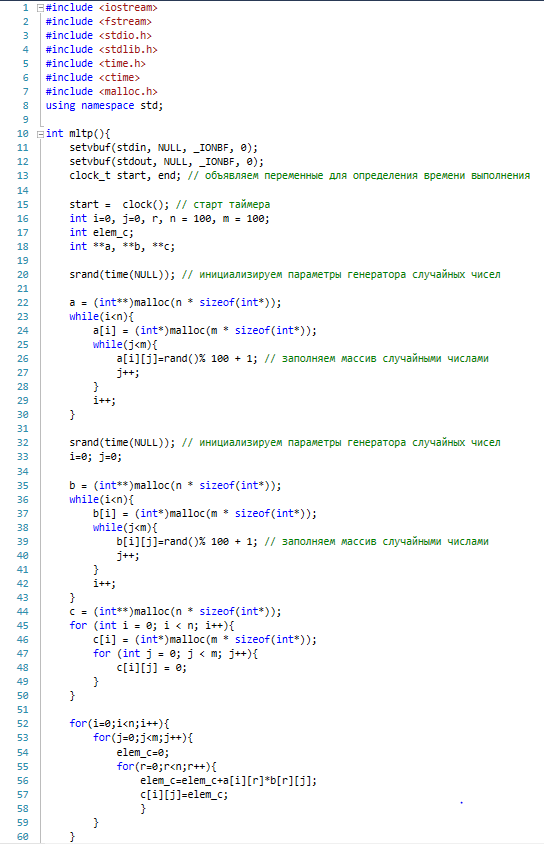 1 #include <iostream>
2 #include <fstream>
3 #include <stdio.h>
4 #include <stdlib.h>
5 #include <time.h>
6 #include <ctime>
7 #include <malloc.h>
8 using namespace std;
9
10 int mltp(){
11 setvbuf(stdin, NULL, _IONBF, 0);
12 setvbuf(stdout, NULL, _IONBF, 0);
13 clock_t start, end; // объявляем переменные для определения времени выполнения
14
15 start =  clock(); // старт таймера
16 int i=0, j=0, r, n = 100, m = 100;
17 int elem_c;
18 int **a, **b, **c;
19
20 srand(time(NULL)); // инициализируем параметры генератора случайных чисел
21
22 a = (int**)malloc(n * sizeof(int*));
23 while(i<n){
24 a[i] = (int*)malloc(m * sizeof(int*));
25 while(j<m){
26 a[i][j]=rand()% 100 + 1; // заполняем массив случайными числами
27 j++;
28 }
29 i++;
30 }
31
32 srand(time(NULL)); // инициализируем параметры генератора случайных чисел
33 i=0; j=0;
34
35 b = (int**)malloc(n * sizeof(int*));
36 while(i<n){
37 b[i] = (int*)malloc(m * sizeof(int*));
38 while(j<m){
39 b[i][j]=rand()% 100 + 1; // заполняем массив случайными числами
40 j++;
41 }
42 i++;
43 }
44 c = (int**)malloc(n * sizeof(int*));
45 for (int i = 0; i < n; i++){
46 c[i] = (int*)malloc(m * sizeof(int*));
47 for (int j = 0; j < m; j++){
48 c[i][j] = 0;
49 }
50 }
51
52 for(i=0;i<n;i++){
53 for(j=0;j<m;j++){
54 elem_c=0;
55 for(r=0;r<n;r++){
56 elem_c=elem_c+a[i][r]*b[r][j];
57 c[i][j]=elem_c;
58 }
59 }
60 }